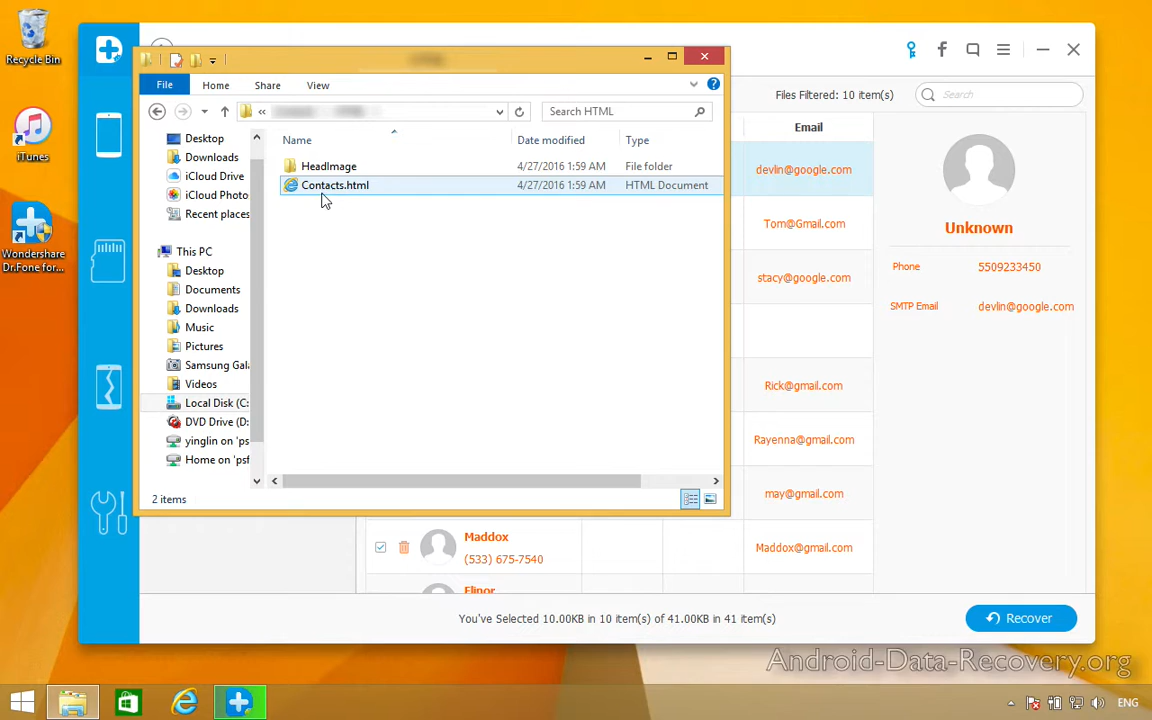 Recycle Bin
iTunes
Wondershare
Dr.Fone for...
File
Home
Share
View
«
Search HTML
Name
Date modified
Type
HeadImage
4/27/2016 1:59 AM
File folder
Contacts.html
4/27/2016 1:59 AM
HTML Document
Desktop
Downloads
iCloud Drive
iCloud Photo
Recent places
This PC
Desktop
Documents
Downloads
Music
Pictures
Samsung Gal
Videos
Local Disk (C:
DVD Drive (D:
yinglin on 'psf
Home on 'psf
2 items
Files Filtered: 10 item(s)
Search
Email
devlin@google.com
Tom@Gmail.com
stacy@google.com
Rick@gmail.com
Rayenna@gmail.com
may@gmail.com
Maddox
(533) 675-7540
Maddox@gmail.com
Elinor
Unknown
Phone
5509233450
SMTP Email
devlin@google.com
You've Selected 10.00KB in 10 item(s) of 41.00KB in 41 item(s)
Recover
Android-Data-Recovery.org
ENG